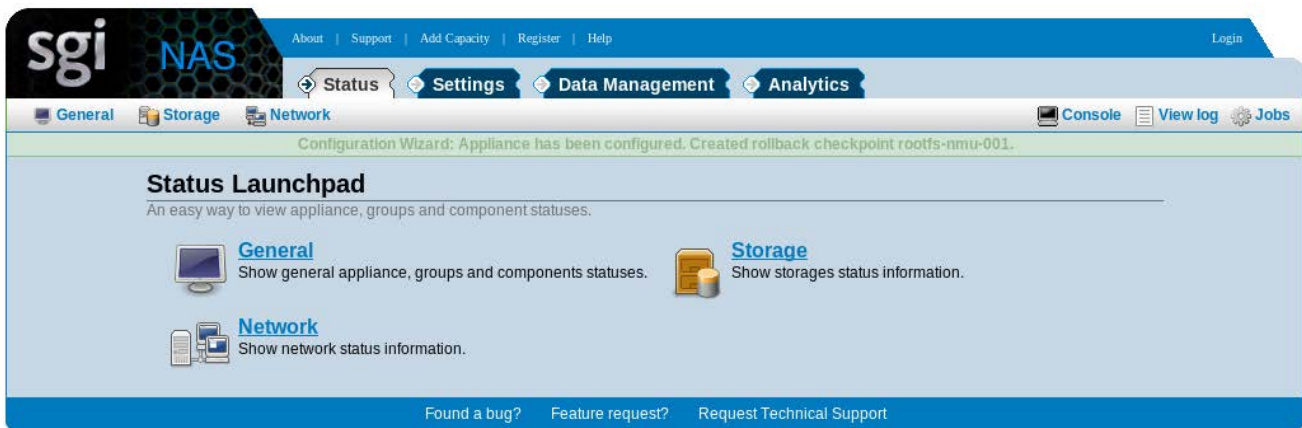 sgi NAS
About | Support | Add Capacity | Register | Help Login
Status Settings Data Management Analytics
General Storage Network Console View log Jobs
Configuration Wizard: Appliance has been configured. Created rollback checkpoint rootfs-nmu-001.
Status Launchpad
An easy way to view appliance, groups and component statuses.
General
Show general appliance, groups and components statuses.
Storage
Show storages status information.
Network
Show network status information.
Found a bug? Feature request? Request Technical Support